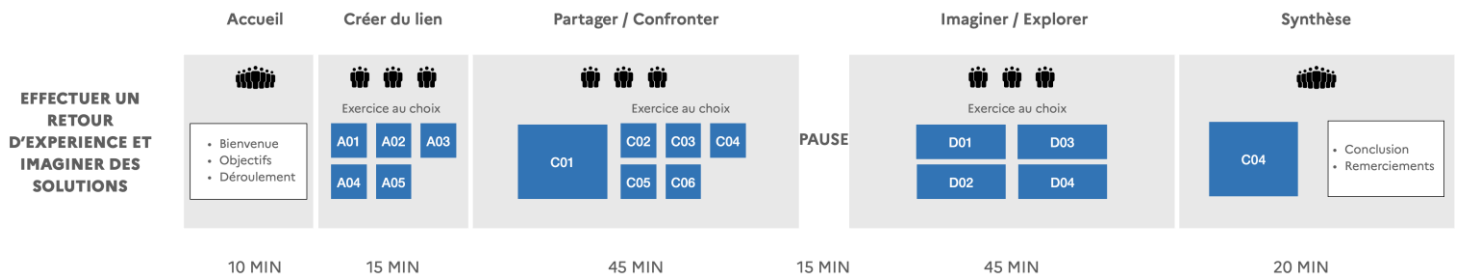 Accueil
Créer du lien
Partager / Confronter
Imaginer / Explorer
Synthèse
EFFECTUER UN
RETOUR
D'EXPERIENCE ET
IMAGINER DES
SOLUTIONS
• Bienvenue
• Objectifs
• Déroulement
Exercice au choix
A01 A02 A03
A04 A05
C01
Exercice au choix
C02 C03 C04
C05 C06
PAUSE
Exercice au choix
D01 D03
D02 D04
C04
• Conclusion
• Remerciements
10 MIN
15 MIN
45 MIN
15 MIN
45 MIN
20 MIN